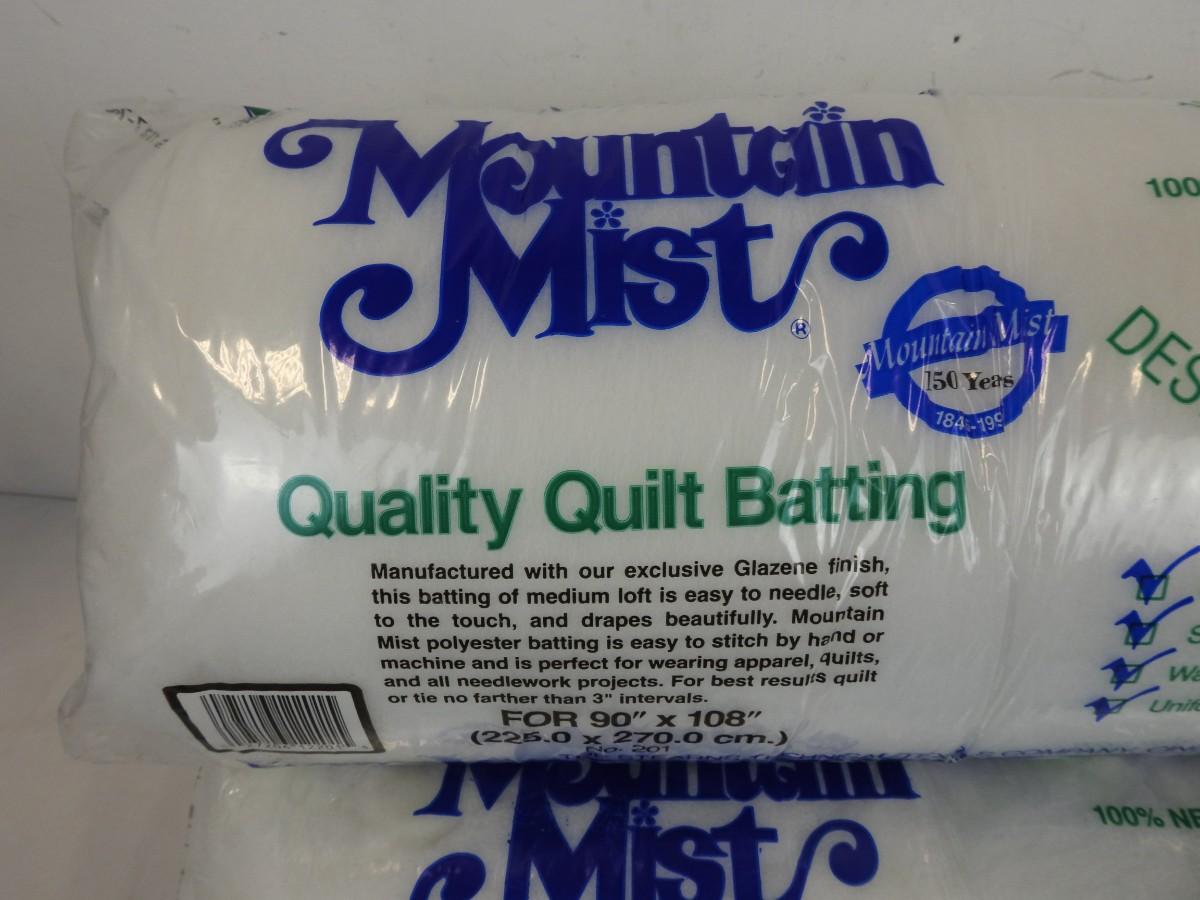 Mountain
Mist
®
100
Mountain Mist
150 Years
DES
Quality Quilt Batting
Manufactured with our exclusive Glazene finish,
this batting of medium loft is easy to needle, soft
to the touch, and drapes beautifully. Mountain
Mist polyester batting is easy to stitch by hand or
machine and is perfect for wearing apparel, quilts,
and all needlework projects. For best results quilt
or tie no farther than 3" intervals.
FOR 90" x 108"
(225.0 x 270.0 cm.)
No. 201
S
Wa
Unifo
Mountain
Mist
100% NE